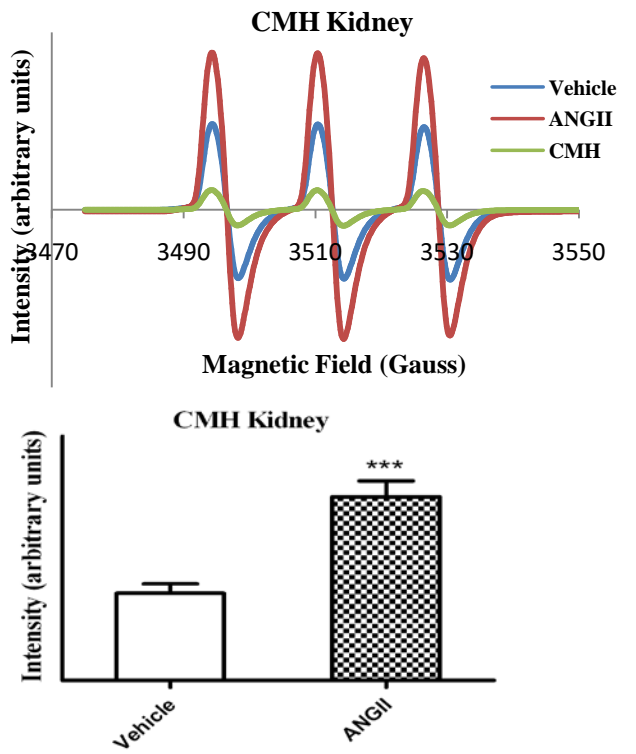 CMH Kidney
Intensity (arbitrary units)
Vehicle
ANGII
CMH
3470 3490 3510 3530 3550
Magnetic Field (Gauss)
CMH Kidney
Intensity (arbitrary units)
***
Vehicle ANGII